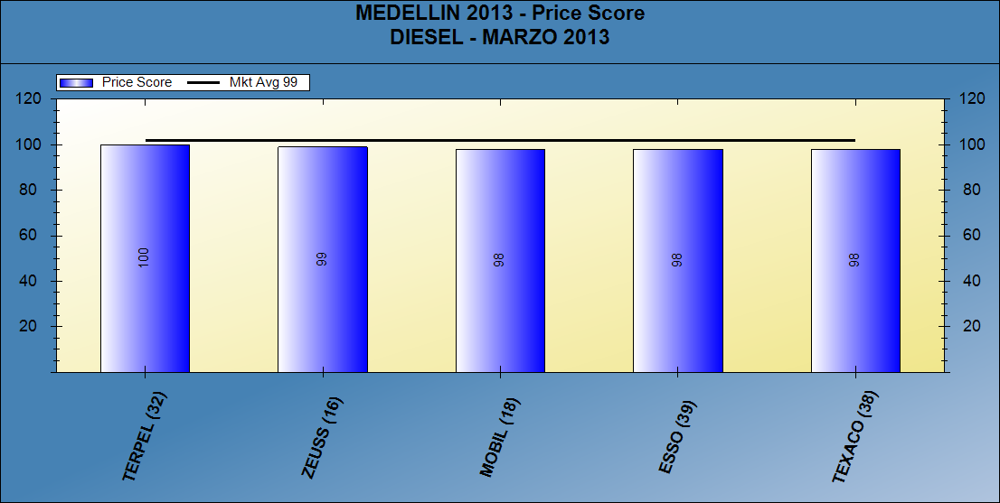 MEDELLIN 2013 - Price Score
DIESEL - MARZO 2013
Price Score Mkt Avg 99
120 120
100 100
80 80
60 60
40 40
20 20
100 99 98 98 98
TERPEL (32) ZEUSS (16) MOBIL (18) ESSO (39) TEXACO (38)